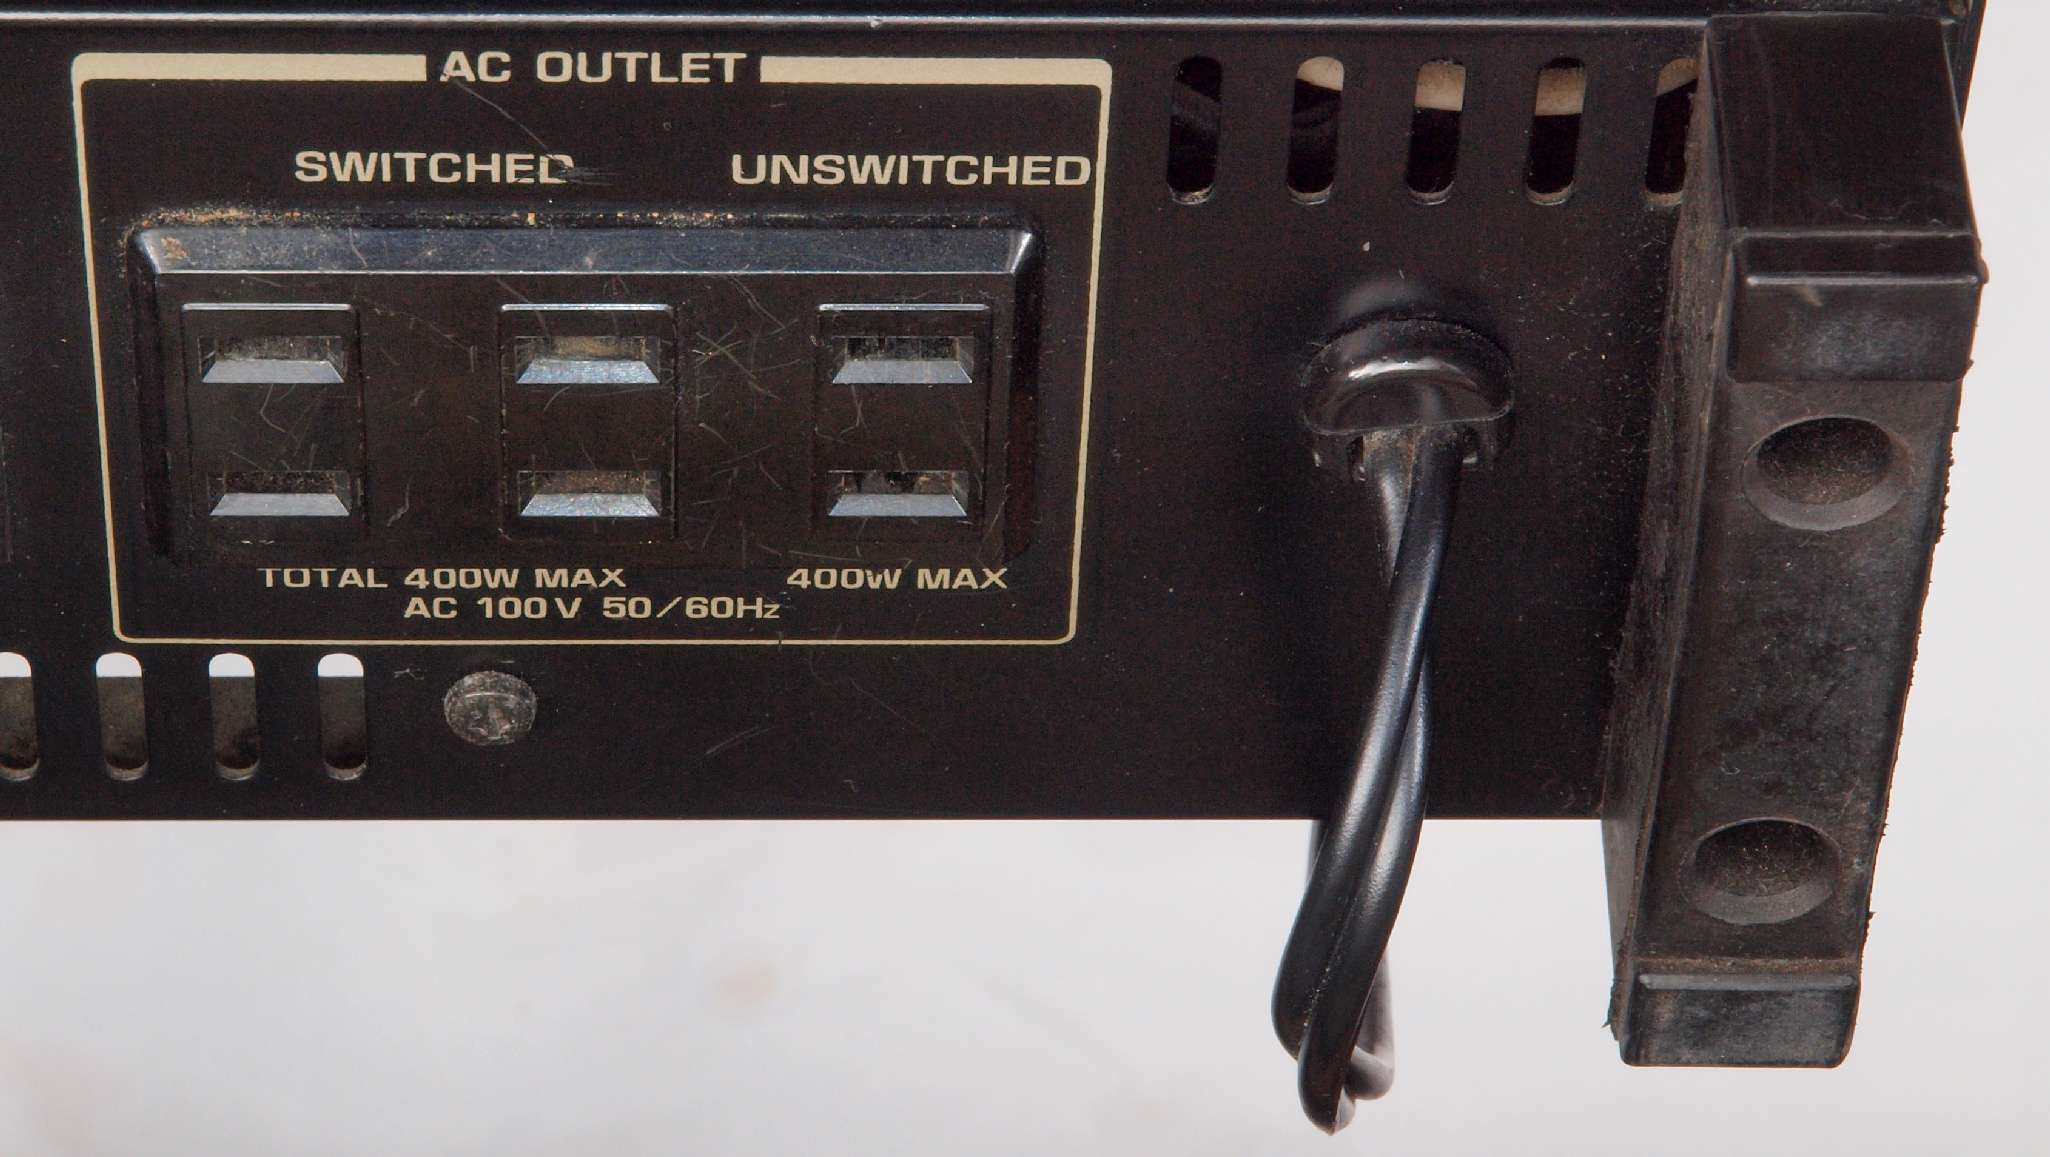 AC OUTLET
SWITCHED UNSWITCHED
TOTAL 400W MAX 400W MAX
AC 100V 50/60Hz